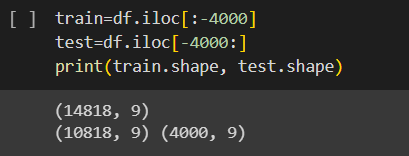 [ ] train=df.iloc[:-4000]
test=df.iloc[-4000:]
print(train.shape, test.shape)
(14818, 9)
(10818, 9) (4000, 9)